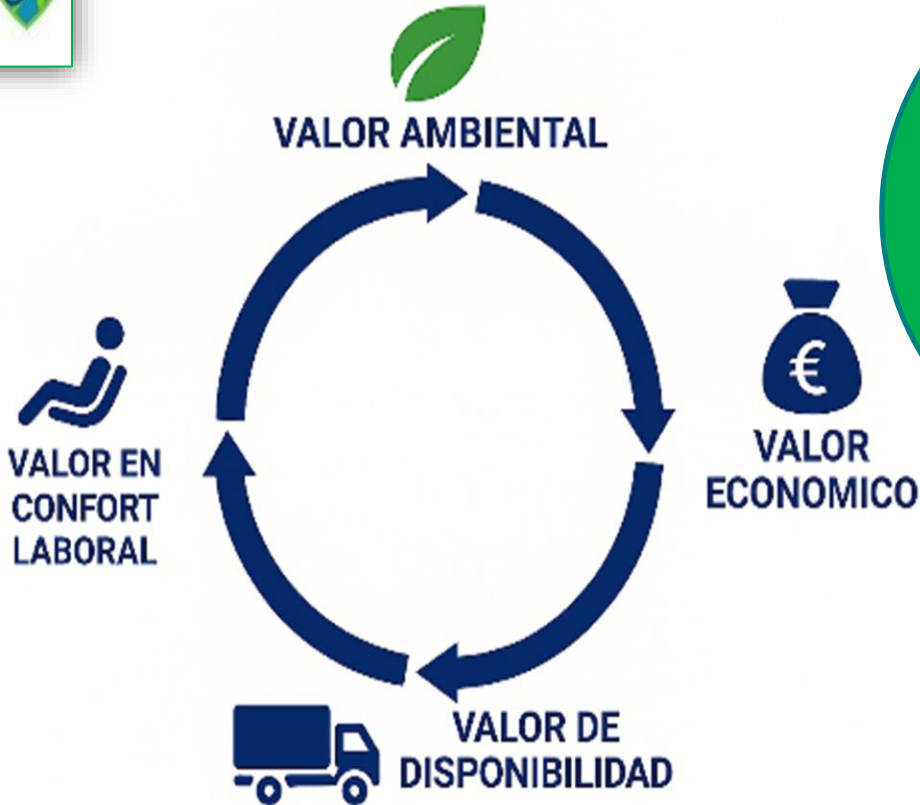 VALOR AMBIENTAL
€
VALOR
ECONOMICO
VALOR EN
CONFORT
LABORAL
VALOR DE
DISPONIBILIDAD